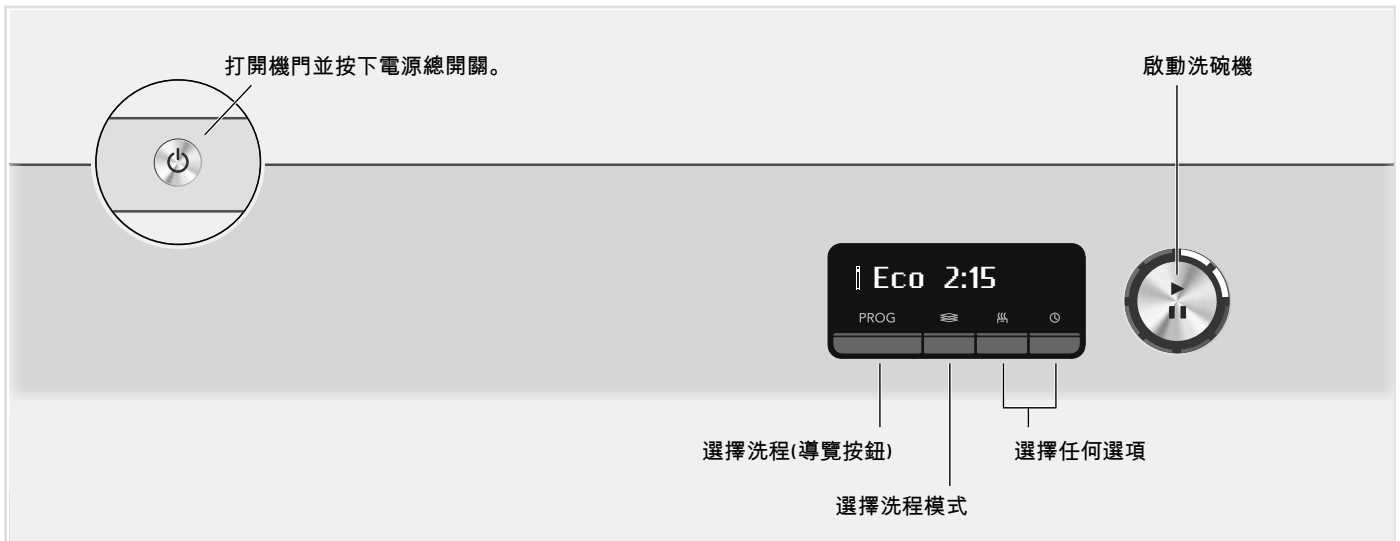 打開機門並按下電源總開關。
啟動洗碗機
Eco 2:15
PROG
選擇洗程(導覽按鈕)
選擇任何選項
選擇洗程模式